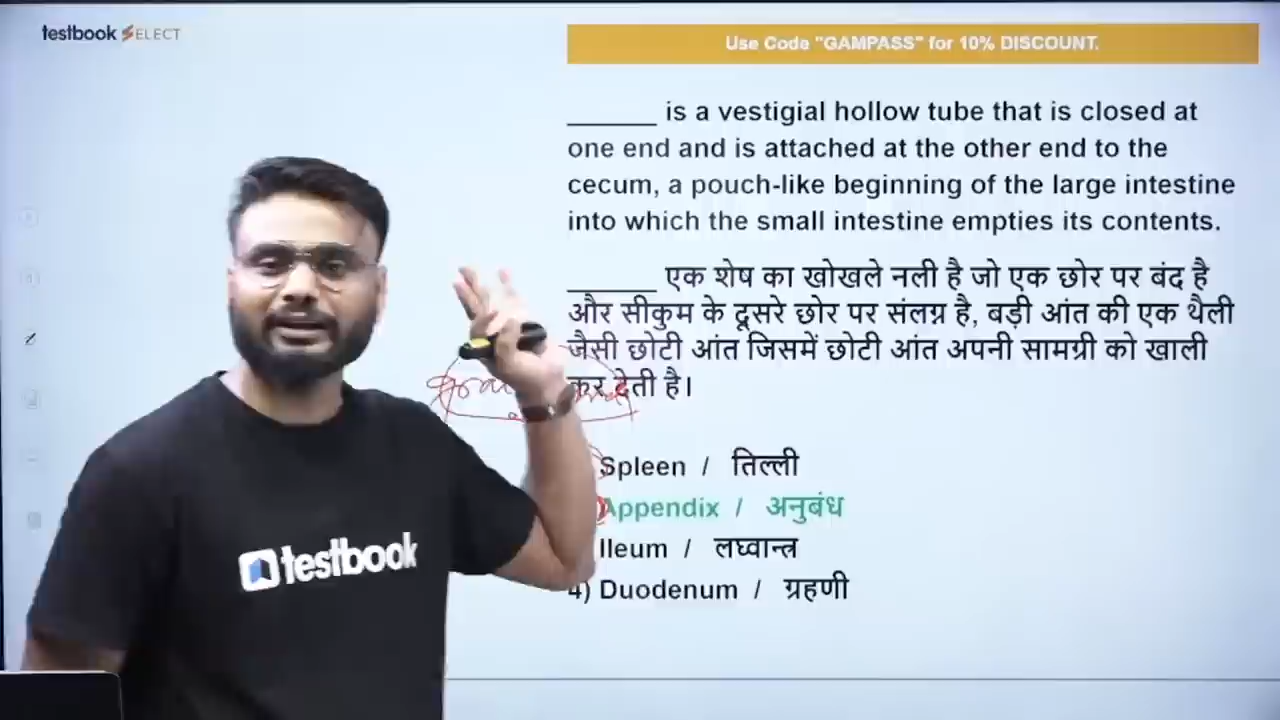 testbook SELECT
Use Code "GAMPASS" for 10% DISCOUNT.
______ is a vestigial hollow tube that is closed at
one end and is attached at the other end to the
cecum, a pouch-like beginning of the large intestine
into which the small intestine empties its contents.
______ एक शेष का खोखले नली है जो एक छोर पर बंद है
और सीकुम के दूसरे छोर पर संलग्न है, बड़ी आंत की एक थैली
जैसी छोटी आंत जिसमें छोटी आंत अपनी सामग्री को खाली
कर देती है।
Spleen / तिल्ली
Appendix / अनुबंध
Ileum / लघ्वान्त्र
4) Duodenum / ग्रहणी
testbook